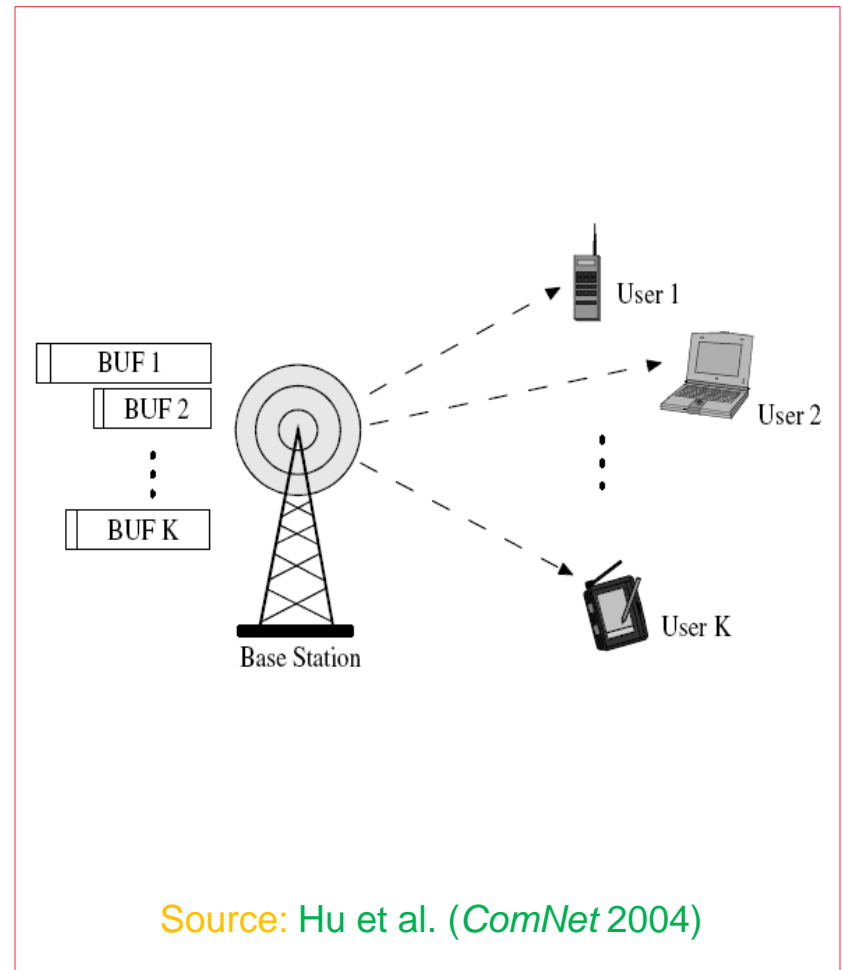 BUF 1
BUF 2
BUF K
Base Station
User 1
User 2
User K
Source: Hu et al. (ComNet 2004)